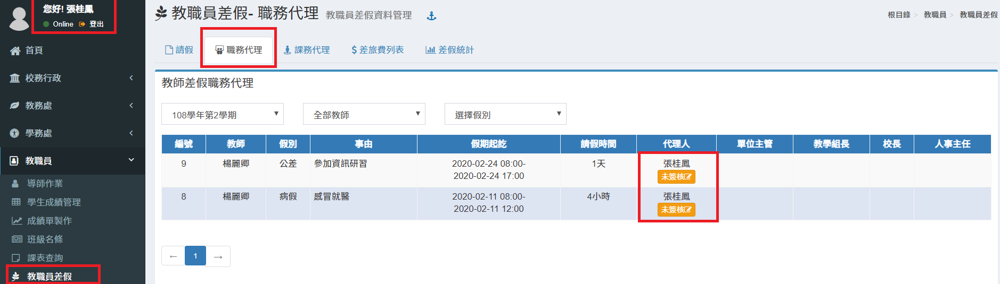 您好! 張桂鳳
Online 登出
首頁
校務行政
教務處
學務處
教職員
導師作業
學生成績管理
成績單製作
班級名條
課表查詢
教職員差假
教職員差假- 職務代理 教職員差假資料管理
根目錄 > 教職員 > 教職員差假
請假 職務代理 課務代理 差旅費列表 差假統計
教師差假職務代理
108學年第2學期 全部教師 選擇假別
編號 教師 假別 事由 假期起訖 請假時間 代理人 單位主管 教學組長 校長 人事主任
9 楊麗卿 公差 參加資訊研習 2020-02-24 08:00- 1天 張桂鳳
2020-02-24 17:00 未簽核
8 楊麗卿 病假 感冒就醫 2020-02-11 08:00- 4小時 張桂鳳
2020-02-11 12:00 未簽核
← 1 →